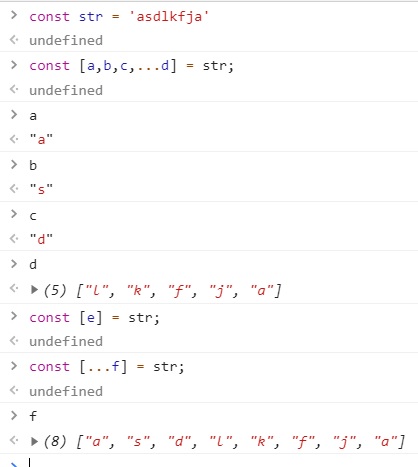 > const str = 'asdlkfja'
<· undefined
> const [a,b,c,...d] = str;
<· undefined
> a
<· "a"
> b
<· "s"
> c
<· "d"
> d
<· ▶(5) ["l", "k", "f", "j", "a"]
> const [e] = str;
<· undefined
> const [...f] = str;
<· undefined
> f
<· ▶(8) ["a", "s", "d", "l", "k", "f", "j", "a"]
>